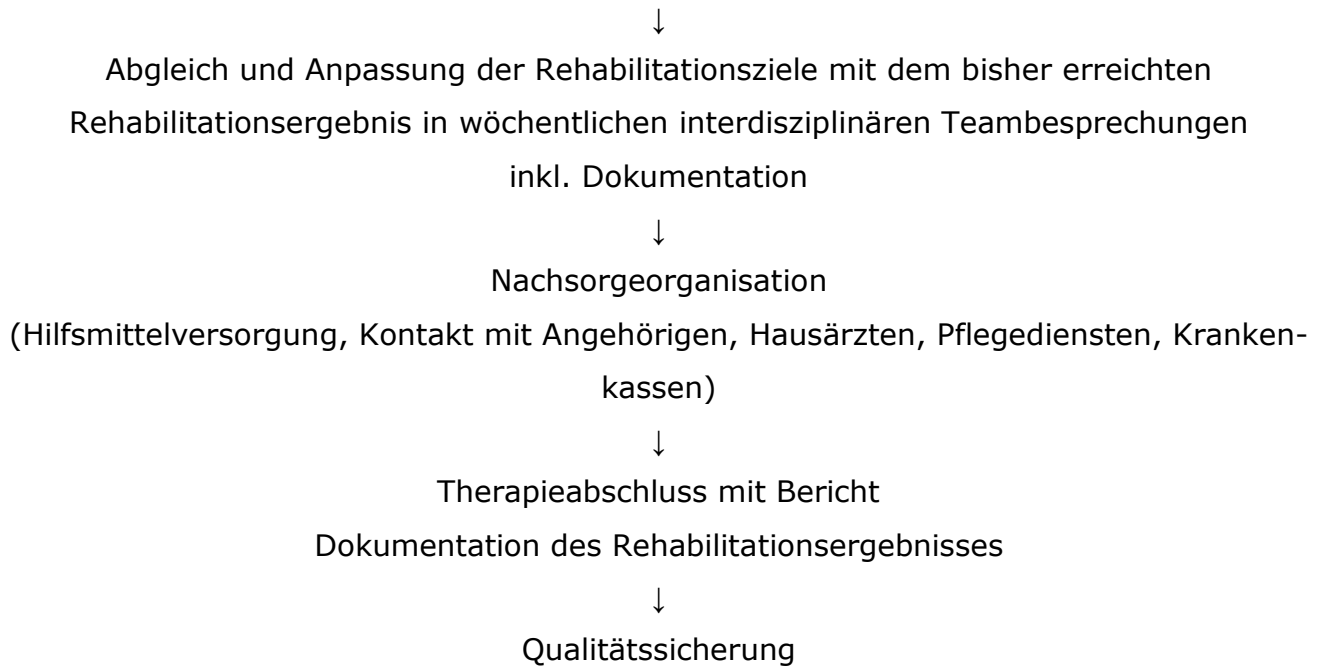 ↓
Abgleich und Anpassung der Rehabilitationsziele mit dem bisher erreichten
Rehabilitationsergebnis in wöchentlichen interdisziplinären Teambesprechungen
inkl. Dokumentation
↓
Nachsorgeorganisation
(Hilfsmittelversorgung, Kontakt mit Angehörigen, Hausärzten, Pflegediensten, Kranken-
kassen)
↓
Therapieabschluss mit Bericht
Dokumentation des Rehabilitationsergebnisses
↓
Qualitätssicherung